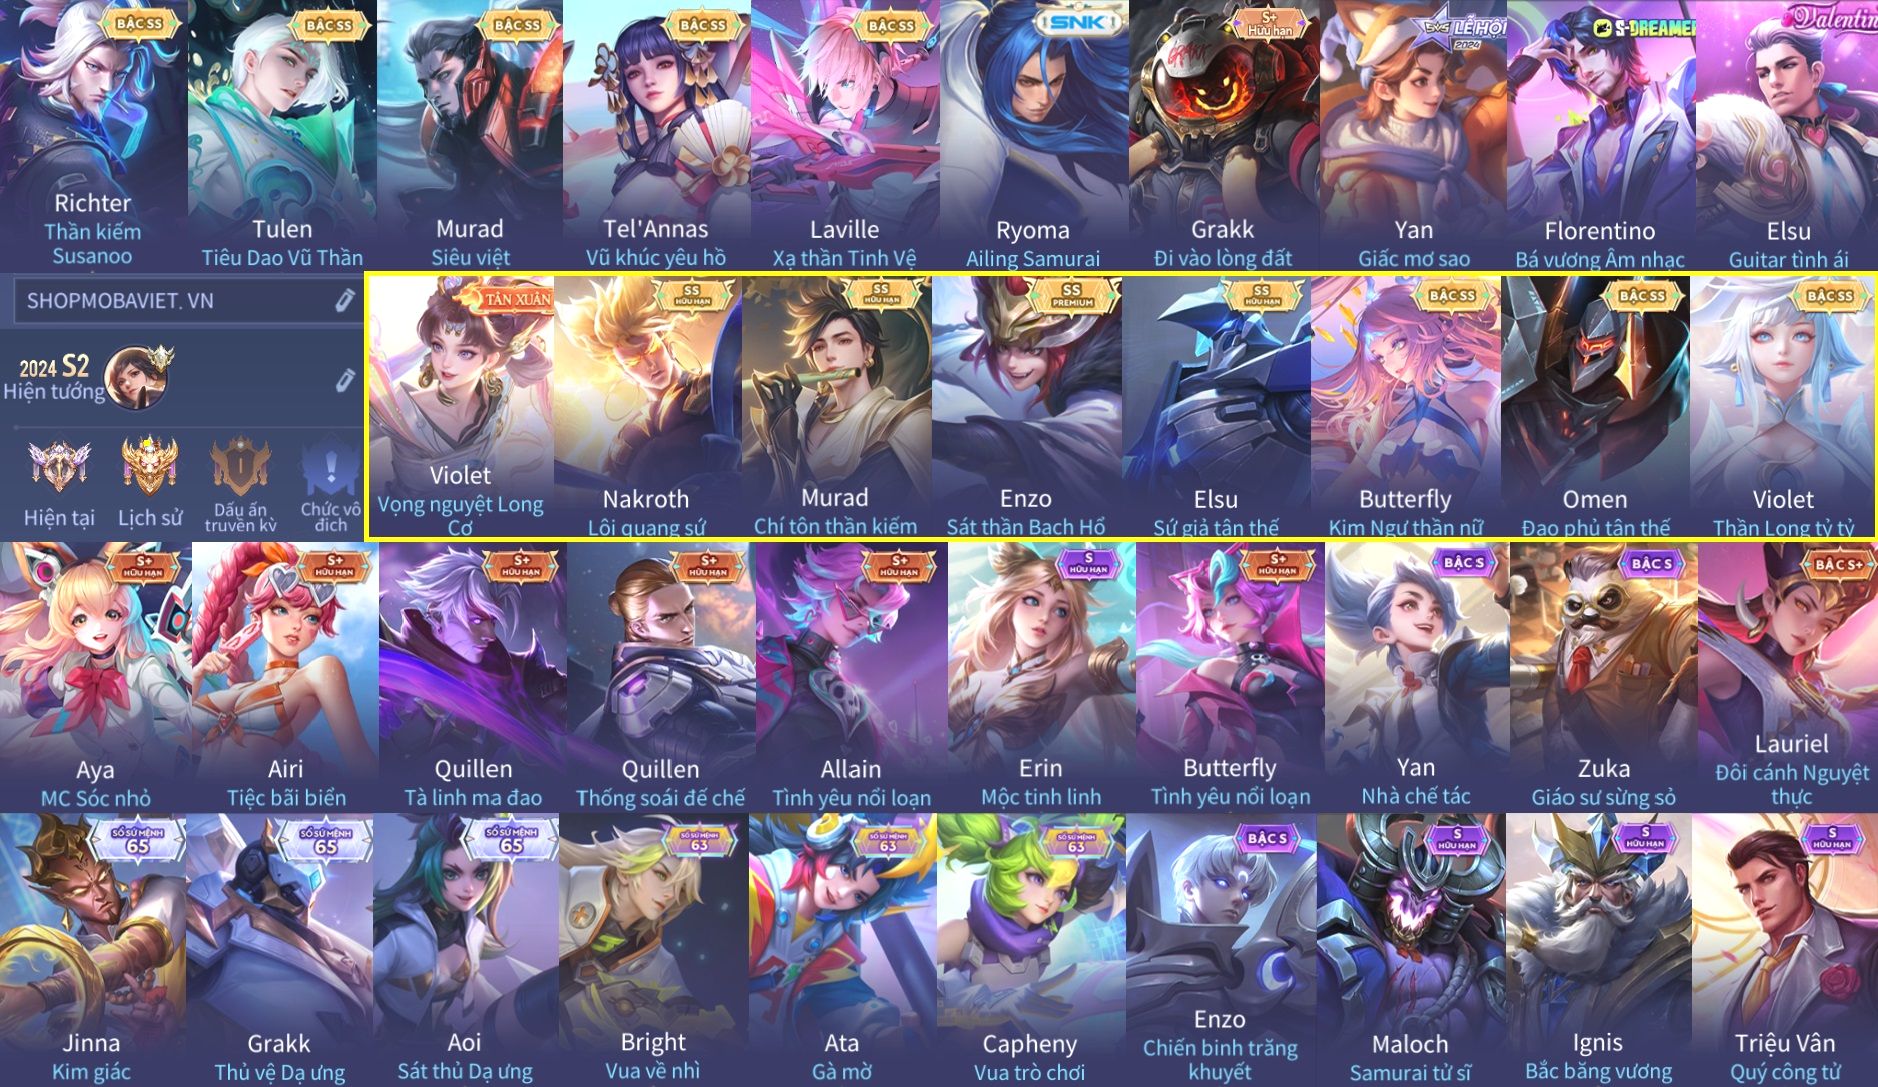 BẬC SS
Richter
Thần kiếm
Susanoo
BẬC SS
Tulen
Tiêu Dao Vũ Thần
BẬC SS
Murad
Siêu việt
BẬC SS
Tel'Annas
Vũ khúc yêu hồ
BẬC SS
Laville
Xạ thần Tinh Vệ
SNK
Ryoma
Ailing Samurai
S+
Hữu hạn
GRAKK
Grakk
Đi vào lòng đất
LỄ HỘI
2024
Yan
Giấc mơ sao
S-DREAMER
Florentino
Bá vương Âm nhạc
Valentin
Elsu
Guitar tình ái
SHOPMOBAVIET. VN
2024 S2
Hiện tướng
Hiện tại
Lịch sử
Dấu ấn
truyền kỳ
Chức vô
địch
TÂN XUÂN
Violet
Vọng nguyệt Long
Cơ
SS
HỮU HẠN
Nakroth
Lôi quang sứ
SS
HỮU HẠN
Murad
Chí tôn thần kiếm
SS
PREMIUM
Enzo
Sát thần Bạch Hổ
SS
HỮU HẠN
Elsu
Sứ giả tận thế
BẬC SS
Butterfly
Kim Ngư thần nữ
BẬC SS
Omen
Đao phủ tận thế
BẬC SS
Violet
Thần Long tỷ tỷ
S+
HỮU HẠN
Aya
MC Sóc nhỏ
S+
HỮU HẠN
Airi
Tiệc bãi biển
S+
HỮU HẠN
Quillen
Tà linh ma đao
S+
HỮU HẠN
Quillen
Thống soái đế chế
S+
HỮU HẠN
Allain
Tình yêu nổi loạn
S
HỮU HẠN
Erin
Mộc tinh linh
S+
HỮU HẠN
Butterfly
Tình yêu nổi loạn
BẬC S
Yan
Nhà chế tác
BẬC S
Zuka
Giáo sư sừng sỏ
BẬC S+
Lauriel
Đôi cánh Nguyệt
thực
SỔ SỨ MỆNH
65
Jinna
Kim giác
SỔ SỨ MỆNH
65
Grakk
Thủ vệ Dạ ưng
SỔ SỨ MỆNH
65
Aoi
Sát thủ Dạ ưng
SỔ SỨ MỆNH
63
Bright
Vua về nhì
SỔ SỨ MỆNH
63
Ata
Gà mờ
SỔ SỨ MỆNH
63
Capheny
Vua trò chơi
BẬC S
Enzo
Chiến binh trăng
khuyết
S
HỮU HẠN
Maloch
Samurai tử sĩ
S
HỮU HẠN
Ignis
Bắc băng vương
S
HỮU HẠN
Triệu Vân
Quý công tử